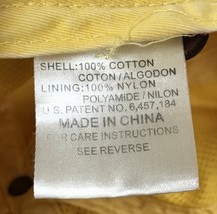 SHELL:100% COTTON
COTON/ALGODON
LINING:100% NYLON
POLYAMIDE/NILON
U.S PATENT NO. 6,457,184
MADE IN CHINA
FOR CARE INSTRUCTIONS
SEE REVERSE